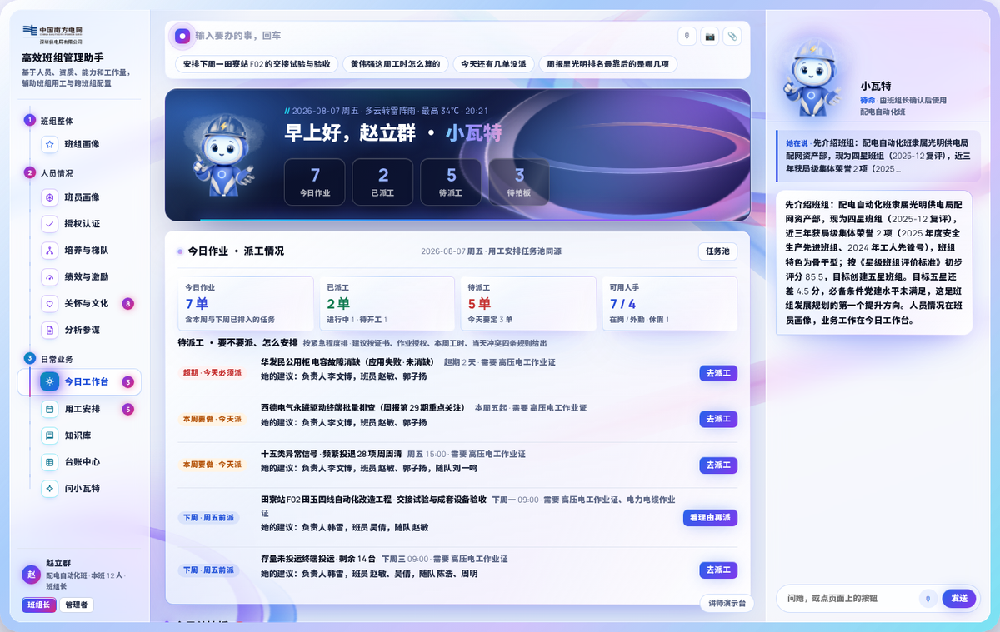 中国南方电网
深圳供电局有限公司
高效班组管理助手
基于人员、资质、能力和工作量，
辅助班组用工与跨班组配置
1 班组整体
班组画像
2 人员情况
班员画像
授权认证
培养与梯队
绩效与激励
关怀与文化 8
分析参谋
3 日常业务
今日工作台 3
用工安排 5
知识库
台账中心
问小瓦特
赵
赵立群
配电自动化班 · 本班 12 人 ·
班组长
班组长 管理者
输入要办的事，回车
安排下周一田寮站 F02 的交接试验与验收 黄伟强这周工时怎么算的 今天还有几单没派 周报里光明排名最靠后的是哪几项
// 2026-08-07 周五 · 多云转雷阵雨 · 最高 34℃ · 20:21
早上好，赵立群 · 小瓦特
7 今日作业
2 已派工
5 待派工
3 待拍板
今日作业 · 派工情况 2026-08-07 周五 · 用工安排任务池同源 任务池
今日作业
7 单
含本周与下周已排入的任务
已派工
2 单
进行中 1 · 待开工 1
待派工
5 单
今天要定 3 单
可用人手
7 / 4
在岗 / 外勤 · 休假 1
待派工 · 要不要派、怎么安排 按紧急程度排 · 建议按证书、作业授权、本周工时、当天冲突四条规则给出
超期 · 今天必须派
华发民公用柜 电容故障消缺（应用失败·未消缺） 超期 2 天 · 需要 高压电工作业证
她的建议：负责人 李文博，班员 赵敏、郭子扬
去派工
本周要做 · 今天派
西德电气永磁驱动终端批量排查（周报第 29 期重点关注） 本周五起 · 需要 高压电工作业证
她的建议：负责人 李文博，班员 赵敏、郭子扬
去派工
本周要做 · 今天派
十五类异常信号 · 频繁投退 28 项周周清 周五 15:00 · 需要 高压电工作业证
她的建议：负责人 李文博，班员 赵敏、郭子扬，随队 刘一鸣
去派工
下周 · 周五前派
田寮站 F02 田玉四线自动化改造工程 · 交接试验与成套设备验收 下周一 09:00 · 需要 高压电工作业证、电力电缆作业
证
她的建议：负责人 韩雪，班员 吴倩，随队 赵敏
看理由再派
下周 · 周五前派
存量未投运终端投运 · 剩余 14 台 下周三 09:00 · 需要 高压电工作业证
她的建议：负责人 韩雪，班员 赵敏、吴倩，随队 陈浩、周明
去派工
讲师演示台
小瓦特
待命 · 由班组长确认后使用
配电自动化班
她在说 · 先介绍班组：配电自动化班隶属光明供电局
配网资产部，现为四星班组（2025-12 复评），近三
年获局级集体荣誉 2 项（2025 …
先介绍班组：配电自动化班隶属光明供电局配
网资产部，现为四星班组（2025-12 复评），
近三年获局级集体荣誉 2 项（2025 年度安全
生产先进班组、2024 年工人先锋号），班组
特色为骨干型；按《星级班组评价标准》初步
评分 85.5，目标创建五星班组。目标五星还
差 4.5 分，必备条件党建水平未满足，这是班
组发展规划的第一个提升方向。人员情况在班
员画像，业务工作在今日工作台。
问她，或点页面上的按钮
发送